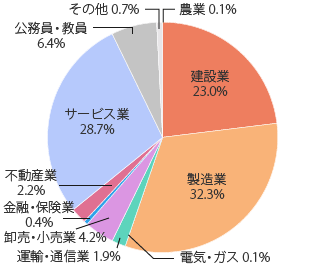 その他 0.7%
農業 0.1%
公務員・教員
6.4%
建設業
23.0%
サービス業
28.7%
製造業
32.3%
不動産業
2.2%
金融・保険業
0.4%
卸売・小売業 4.2%
運輸・通信業 1.9%
電気・ガス 0.1%